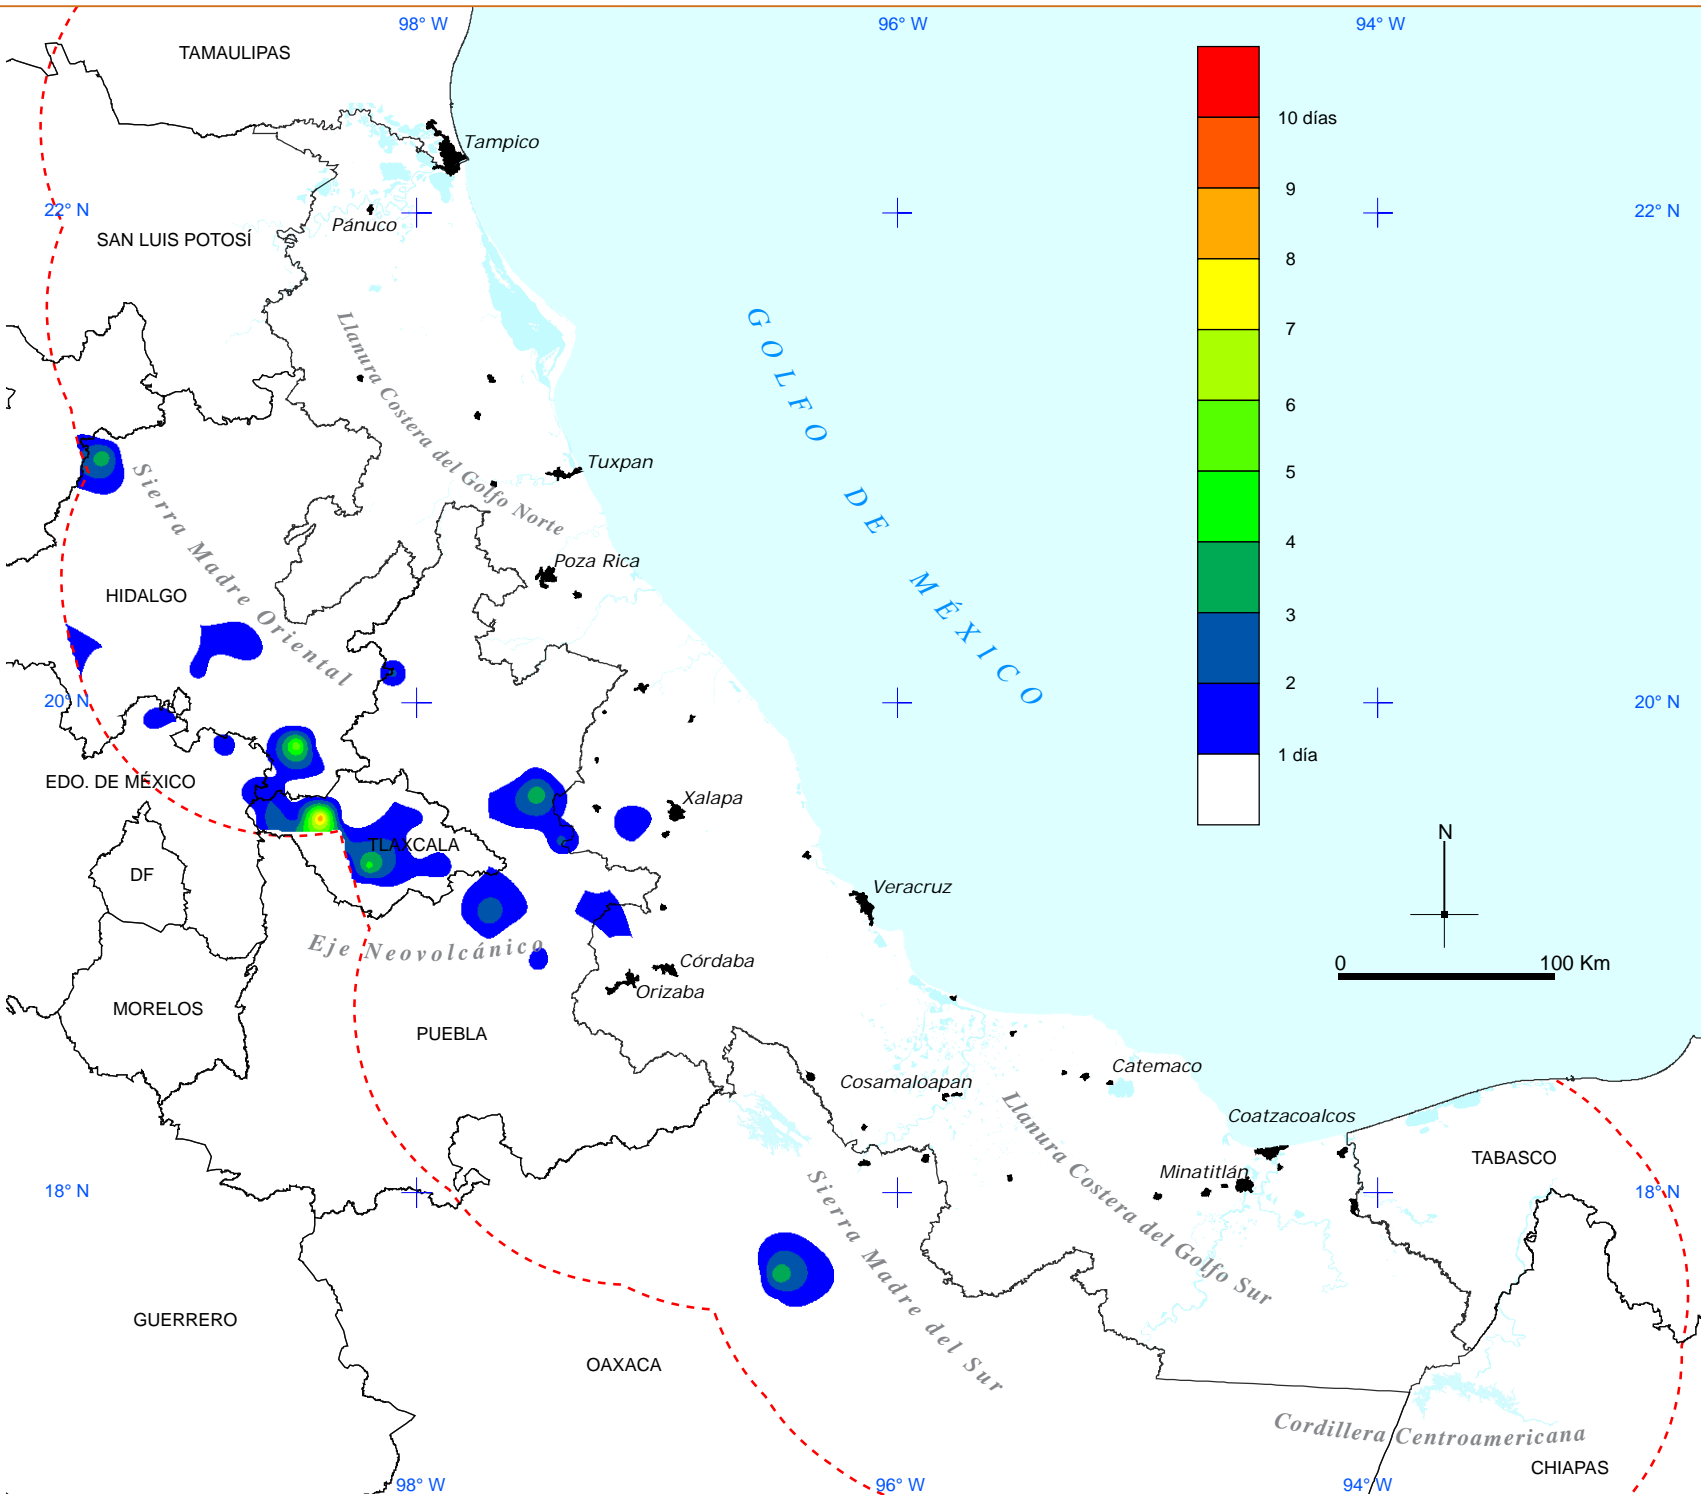 98° W
96° W
94° W
TAMAULIPAS
10 días
Tampico
9
22° N
22° N
Pánuco
SAN LUIS POTOSÍ
8
7
GOLFO DE MÉXICO
Llanura Costera del Golfo Norte
6
Tuxpan
5
Sierra Madre Oriental
4
Poza Rica
HIDALGO
3
2
20° N
20° N
1 día
EDO. DE MÉXICO
Xalapa
N
TLAXCALA
DF
Veracruz
Eje Neovolcánico
Córdaba
0
100 Km
Orizaba
MORELOS
PUEBLA
Catemaco
Cosamaloapan
Llanura Costera del Golfo Sur
Coatzacoalcos
TABASCO
Minatitlán
18° N
18° N
Sierra Madre del Sur
GUERRERO
OAXACA
Cordillera Centroamericana
CHIAPAS
98° W
96° W
94° W